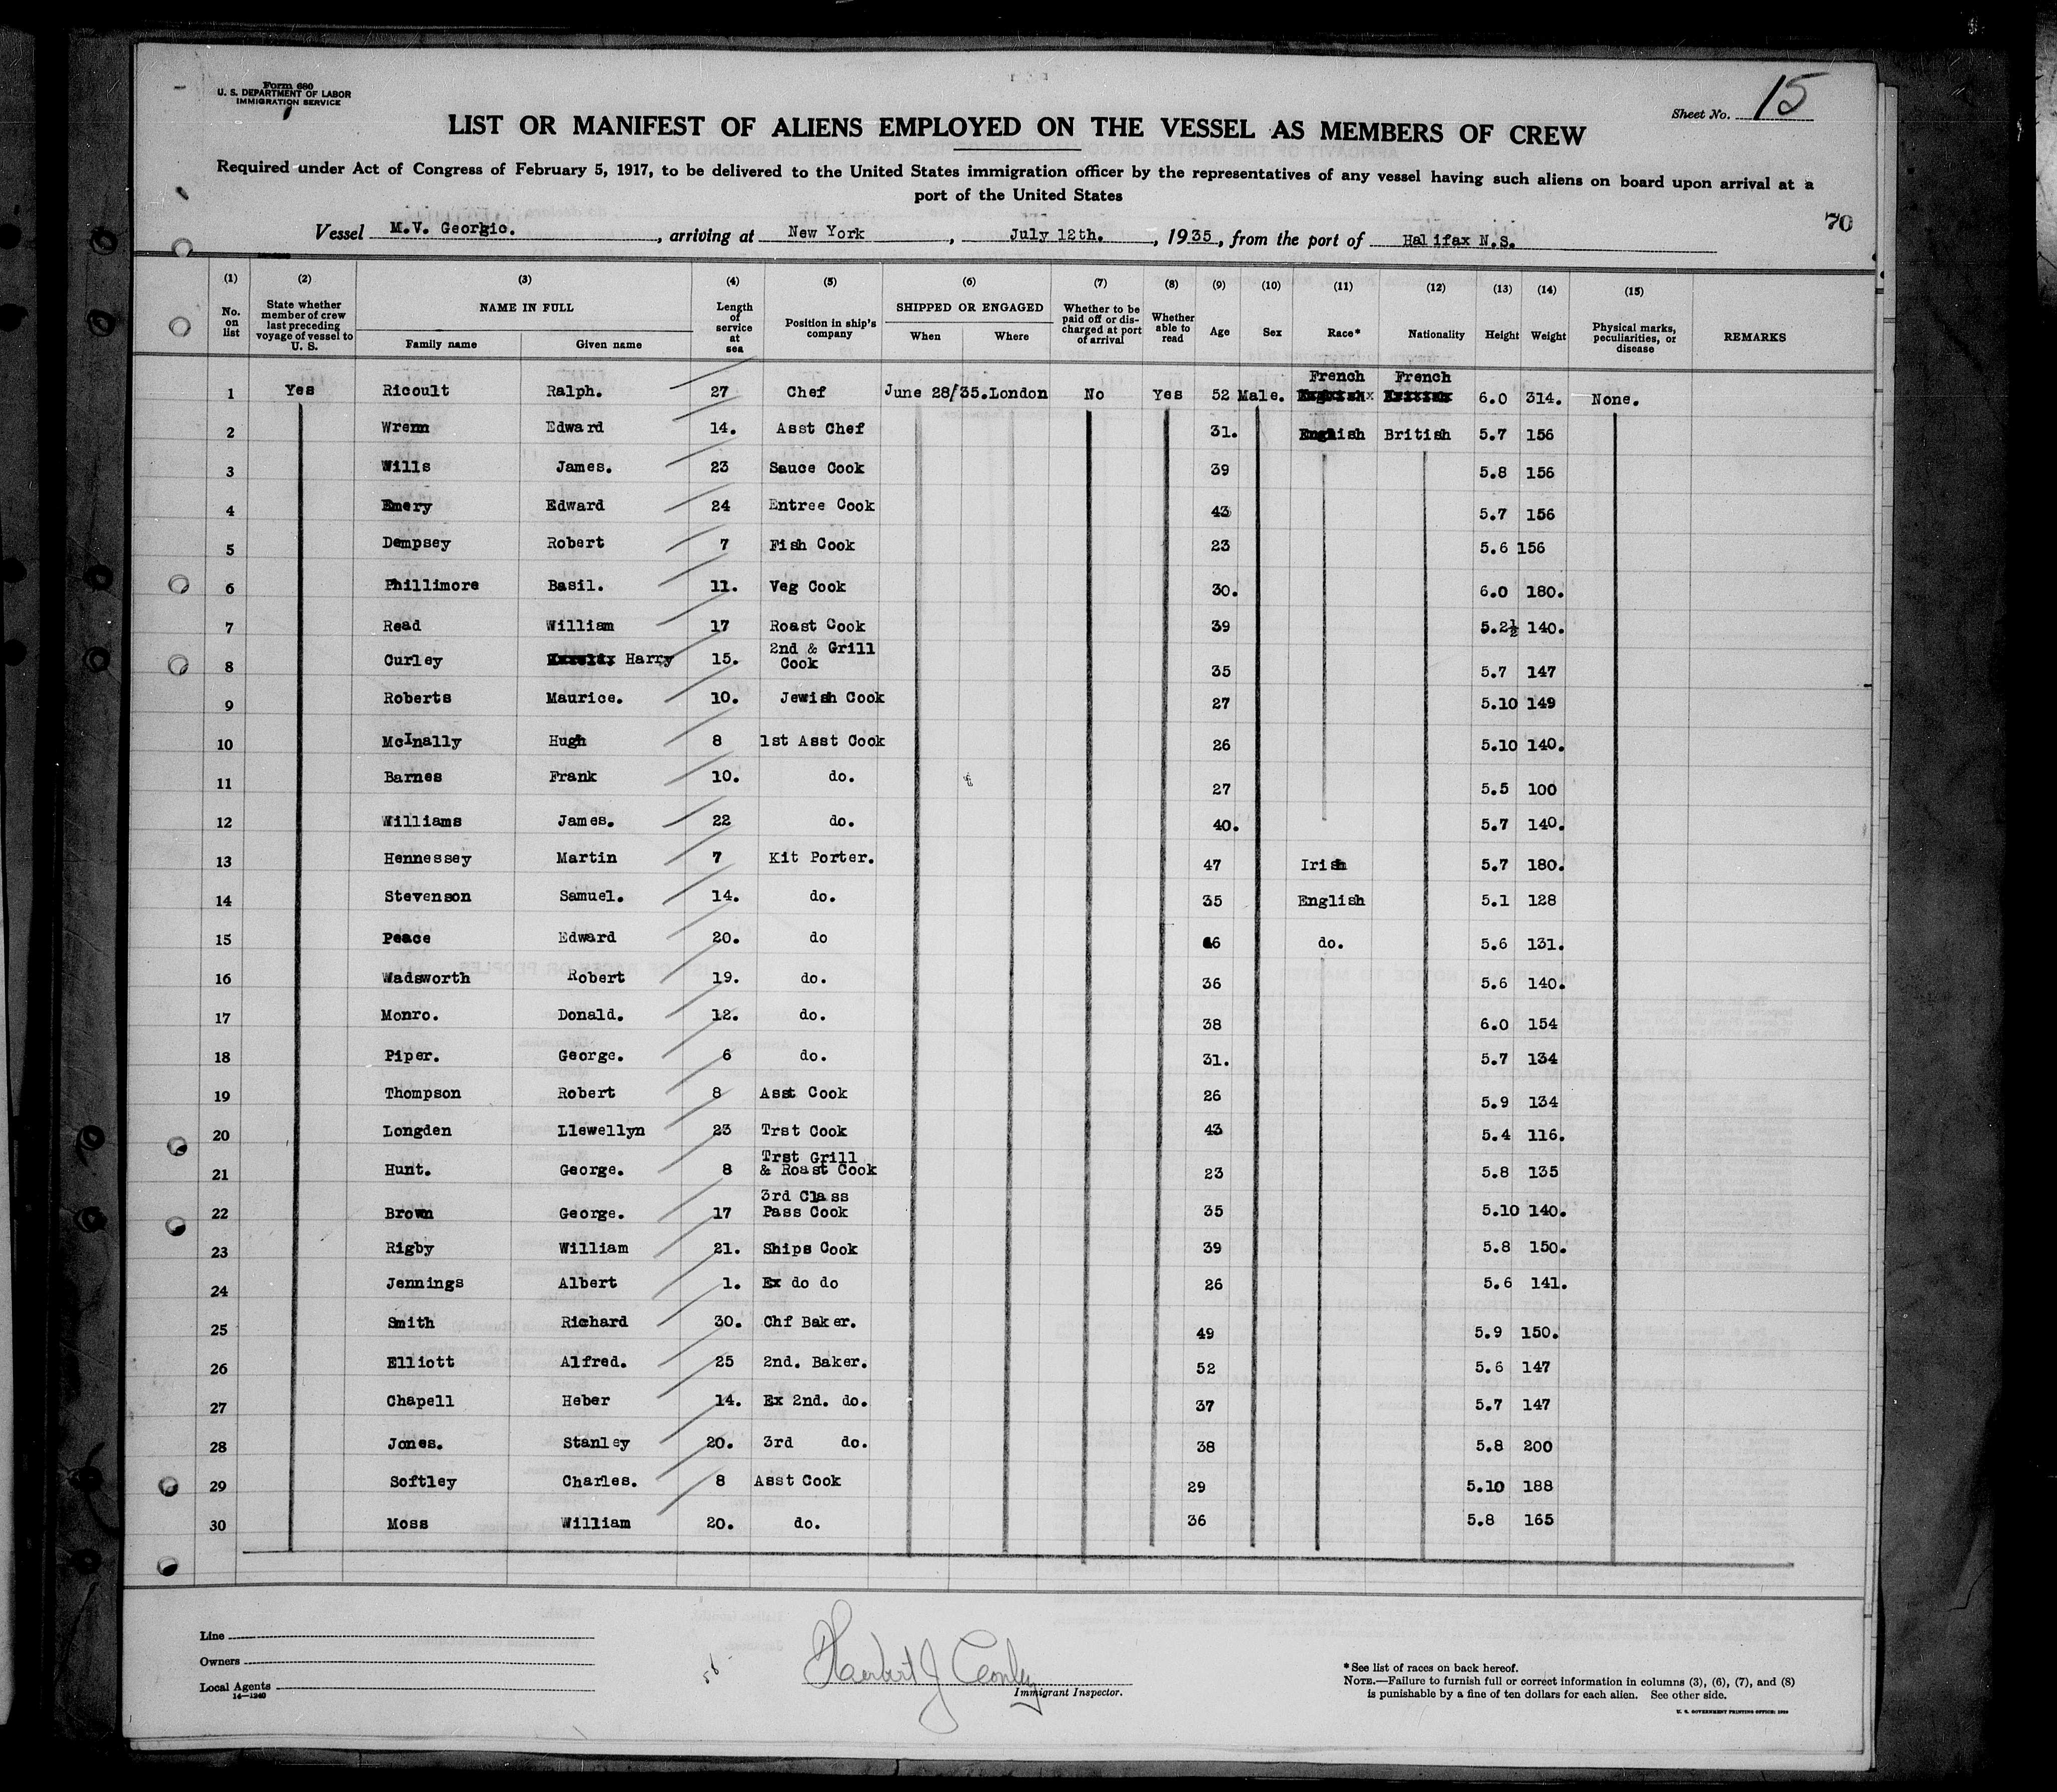 Form 680
U. S. DEPARTMENT OF LABOR
IMMIGRATION SERVICE
Sheet No. 15
LIST OR MANIFEST OF ALIENS EMPLOYED ON THE VESSEL AS MEMBERS OF CREW
Required under Act of Congress of February 5, 1917, to be delivered to the United States immigration officer by the representatives of any vessel having such aliens on board upon arrival at a
port of the United States
70
Vessel M.V. Georgic. , arriving at New York , July 12th. , 1935, from the port of Halifax N.S.
(1) (2) (3) (4) (5) (6) (7) (8) (9) (10) (11) (12) (13) (14) (15)
No. on list State whether member of crew last preceding voyage of vessel to U. S. NAME IN FULL Family name Given name Length of service at sea Position in ship's company SHIPPED OR ENGAGED When Where Whether to be paid off or discharged at port of arrival Whether able to read Age Sex Race* Nationality Height Weight Physical marks, peculiarities, or disease REMARKS
1 Yes Ricoult Ralph. 27 Chef June 28/35. London No Yes 52 Male. French French 6.0 314. None.
2 Wrenn Edward 14. Asst Chef 31. English British 5.7 156
3 Wills James. 23 Sauce Cook 39 5.8 156
4 Emery Edward 24 Entree Cook 43 5.7 156
5 Dempsey Robert 7 Fish Cook 23 5.6 156
6 Phillimore Basil. 11. Veg Cook 30. 6.0 180.
7 Read William 17 Roast Cook 39 5.2½ 140.
8 Curley Harry 15. 2nd & Grill Cook 35 5.7 147
9 Roberts Maurice. 10. Jewish Cook 27 5.10 149
10 McInally Hugh 8 1st Asst Cook 26 5.10 140.
11 Barnes Frank 10. do. 27 5.5 100
12 Williams James. 22 do. 40. 5.7 140.
13 Hennessey Martin 7 Kit Porter. 47 Irish 5.7 180.
14 Stevenson Samuel. 14. do. 35 English 5.1 128
15 Peace Edward 20. do do. 5.6 131.
16 Wadsworth Robert 19. do. 36 5.6 140.
17 Monro. Donald. 12. do. 38 6.0 154
18 Piper. George. 6 do. 31. 5.7 134
19 Thompson Robert 8 Asst Cook 26 5.9 134
20 Longden Llewellyn 23 Trst Cook 43 5.4 116.
21 Hunt. George. 8 Trst Grill & Roast Cook 23 5.8 135
22 Brown George. 17 3rd Class Pass Cook 35 5.10 140.
23 Rigby William 21. Ships Cook 39 5.8 150.
24 Jennings Albert 1. Ex do do 26 5.6 141.
25 Smith Richard 30. Chf Baker. 49 5.9 150.
26 Elliott Alfred. 25 2nd. Baker. 52 5.6 147
27 Chapell Heber 14. Ex 2nd. do. 37 5.7 147
28 Jones. Stanley 20. 3rd do. 38 5.8 200
29 Softley Charles. 8 Asst Cook 29 5.10 188
30 Moss William 20. do. 36 5.8 165
Line
Owners
Local Agents
14—1240
Herbert J Conley
Immigrant Inspector.
* See list of races on back hereof.
NOTE.—Failure to furnish full or correct information in columns (3), (6), (7), and (8)
is punishable by a fine of ten dollars for each alien. See other side.